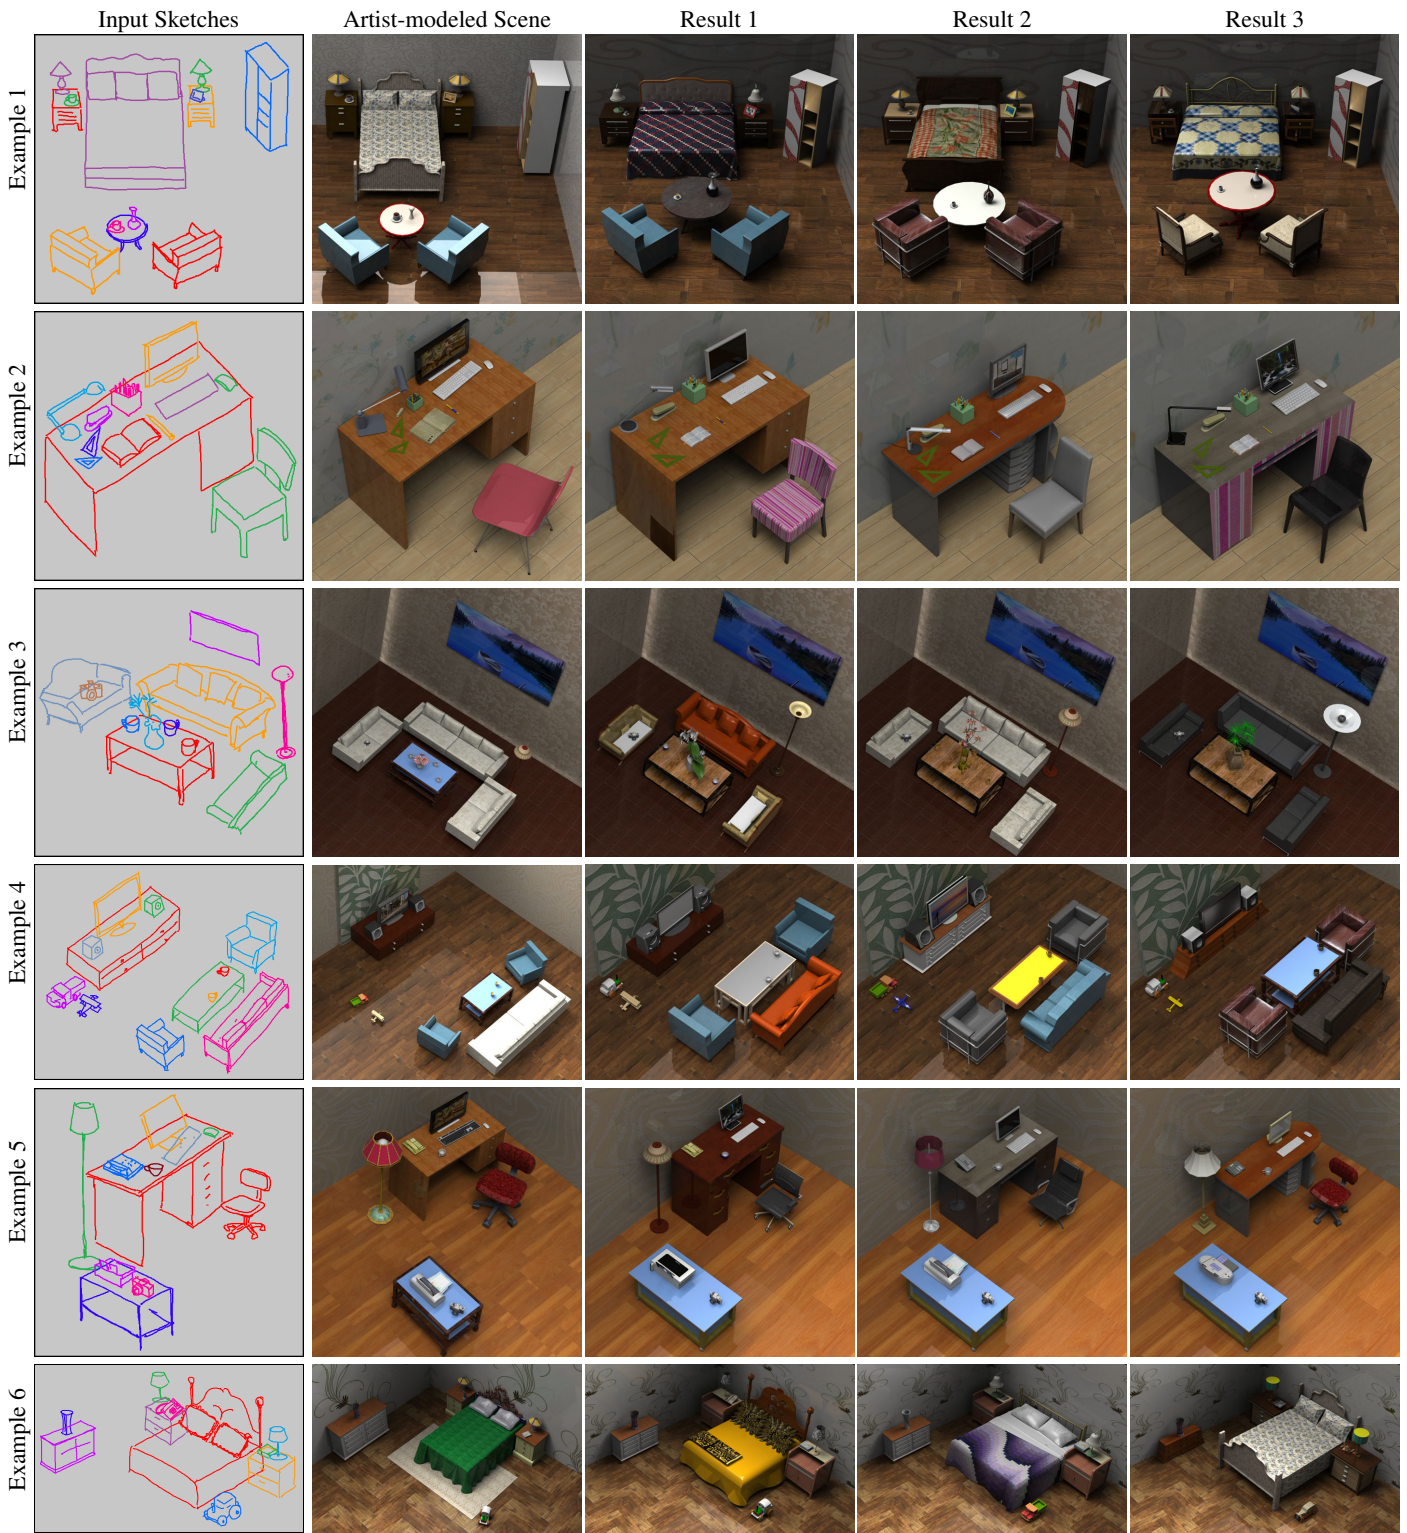 Input Sketches
Artist-modeled Scene
Result 1
Result 2
Result 3
Example 1
Example 2
Example 3
Example 4
Example 5
Example 6